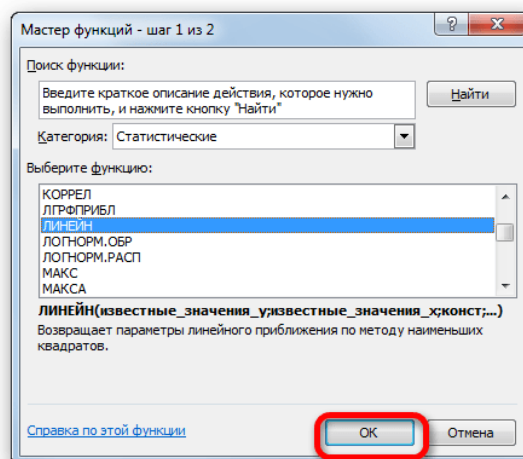 Мастер функций - шаг 1 из 2
Поиск функции:
Введите краткое описание действия, которое нужно
выполнить, и нажмите кнопку "Найти"
Найти
Категория: Статистические
Выберите функцию:
КОРРЕЛ
ЛГРФПРИБЛ
ЛИНЕЙН
ЛОГНОРМ.ОБР
ЛОГНОРМ.РАСП
МАКС
МАКСА
ЛИНЕЙН(известные_значения_y;известные_значения_x;конст;...)
Возвращает параметры линейного приближения по методу наименьших
квадратов.
Справка по этой функции
ОК
Отмена